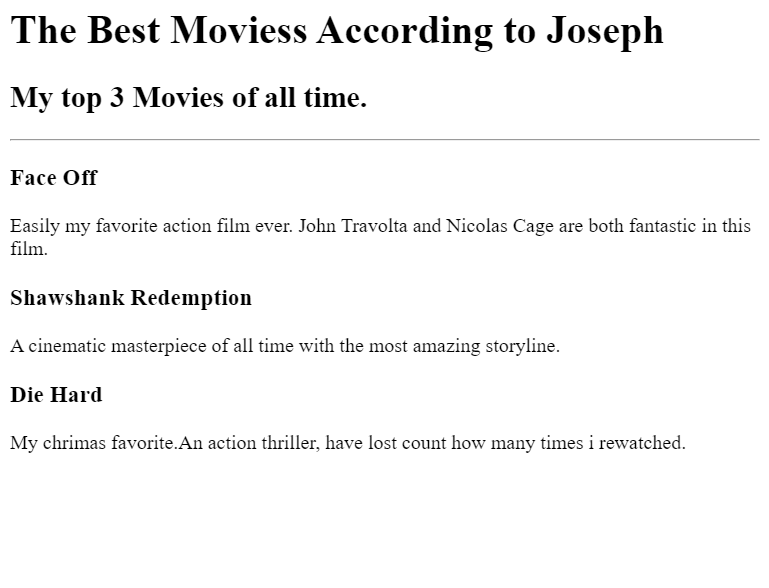 The Best Moviess According to Joseph
My top 3 Movies of all time.
Face Off
Easily my favorite action film ever. John Travolta and Nicolas Cage are both fantastic in this
film.
Shawshank Redemption
A cinematic masterpiece of all time with the most amazing storyline.
Die Hard
My chrimas favorite.An action thriller, have lost count how many times i rewatched.